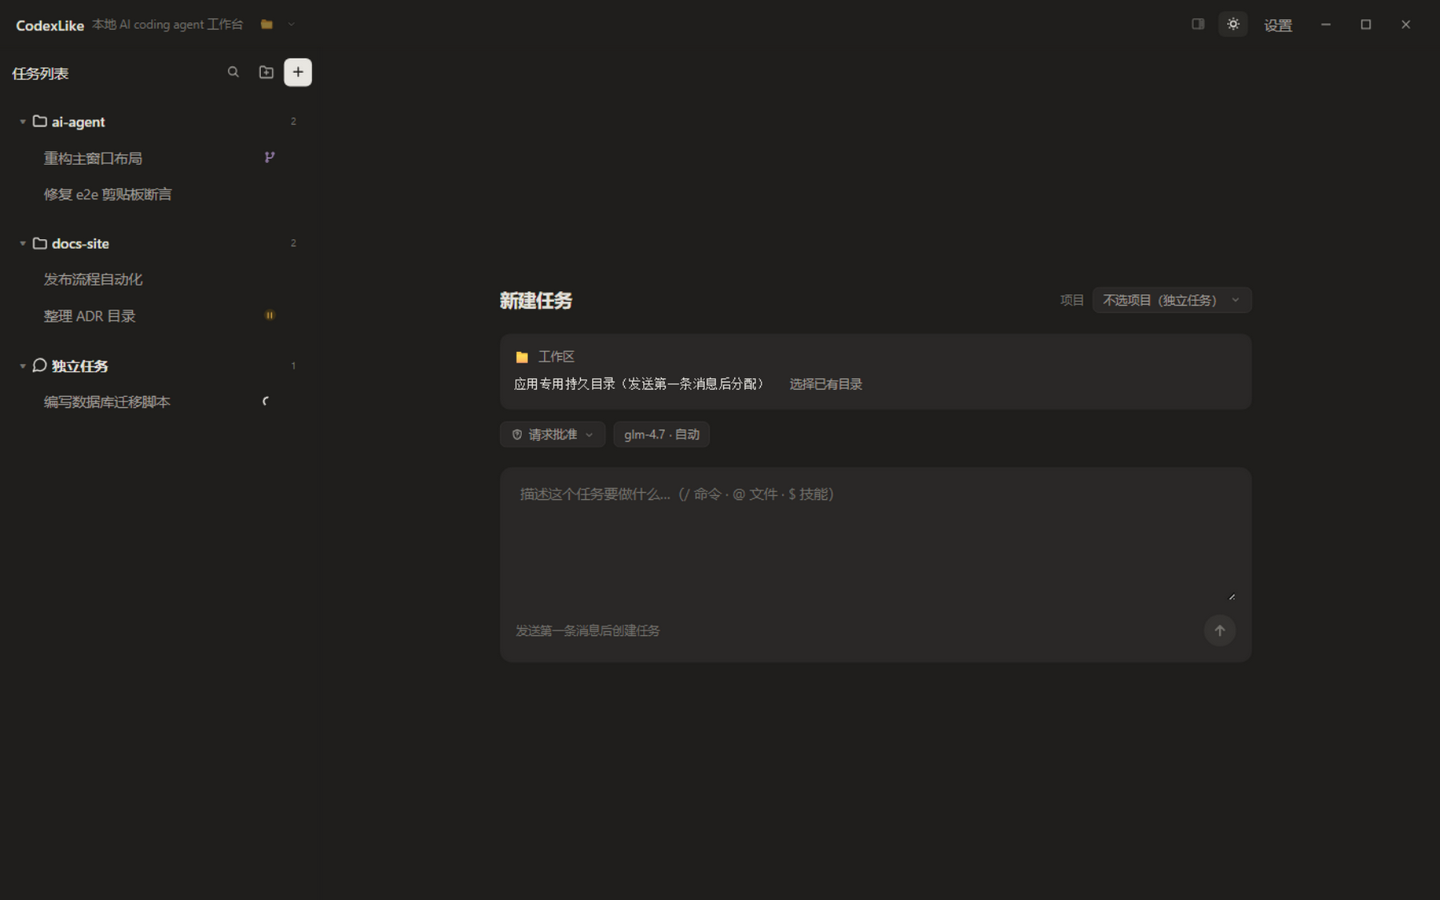 CodexLike 本地 AI coding agent 工作台
设置
任务列表
ai-agent 2
重构主窗口布局
修复 e2e 剪贴板断言
docs-site 2
发布流程自动化
整理 ADR 目录
独立任务 1
编写数据库迁移脚本
新建任务
项目 不选项目（独立任务）
工作区
应用专用持久目录（发送第一条消息后分配） 选择已有目录
请求批准 glm-4.7 · 自动
描述这个任务要做什么...（/ 命令 · @ 文件 · $ 技能）
发送第一条消息后创建任务